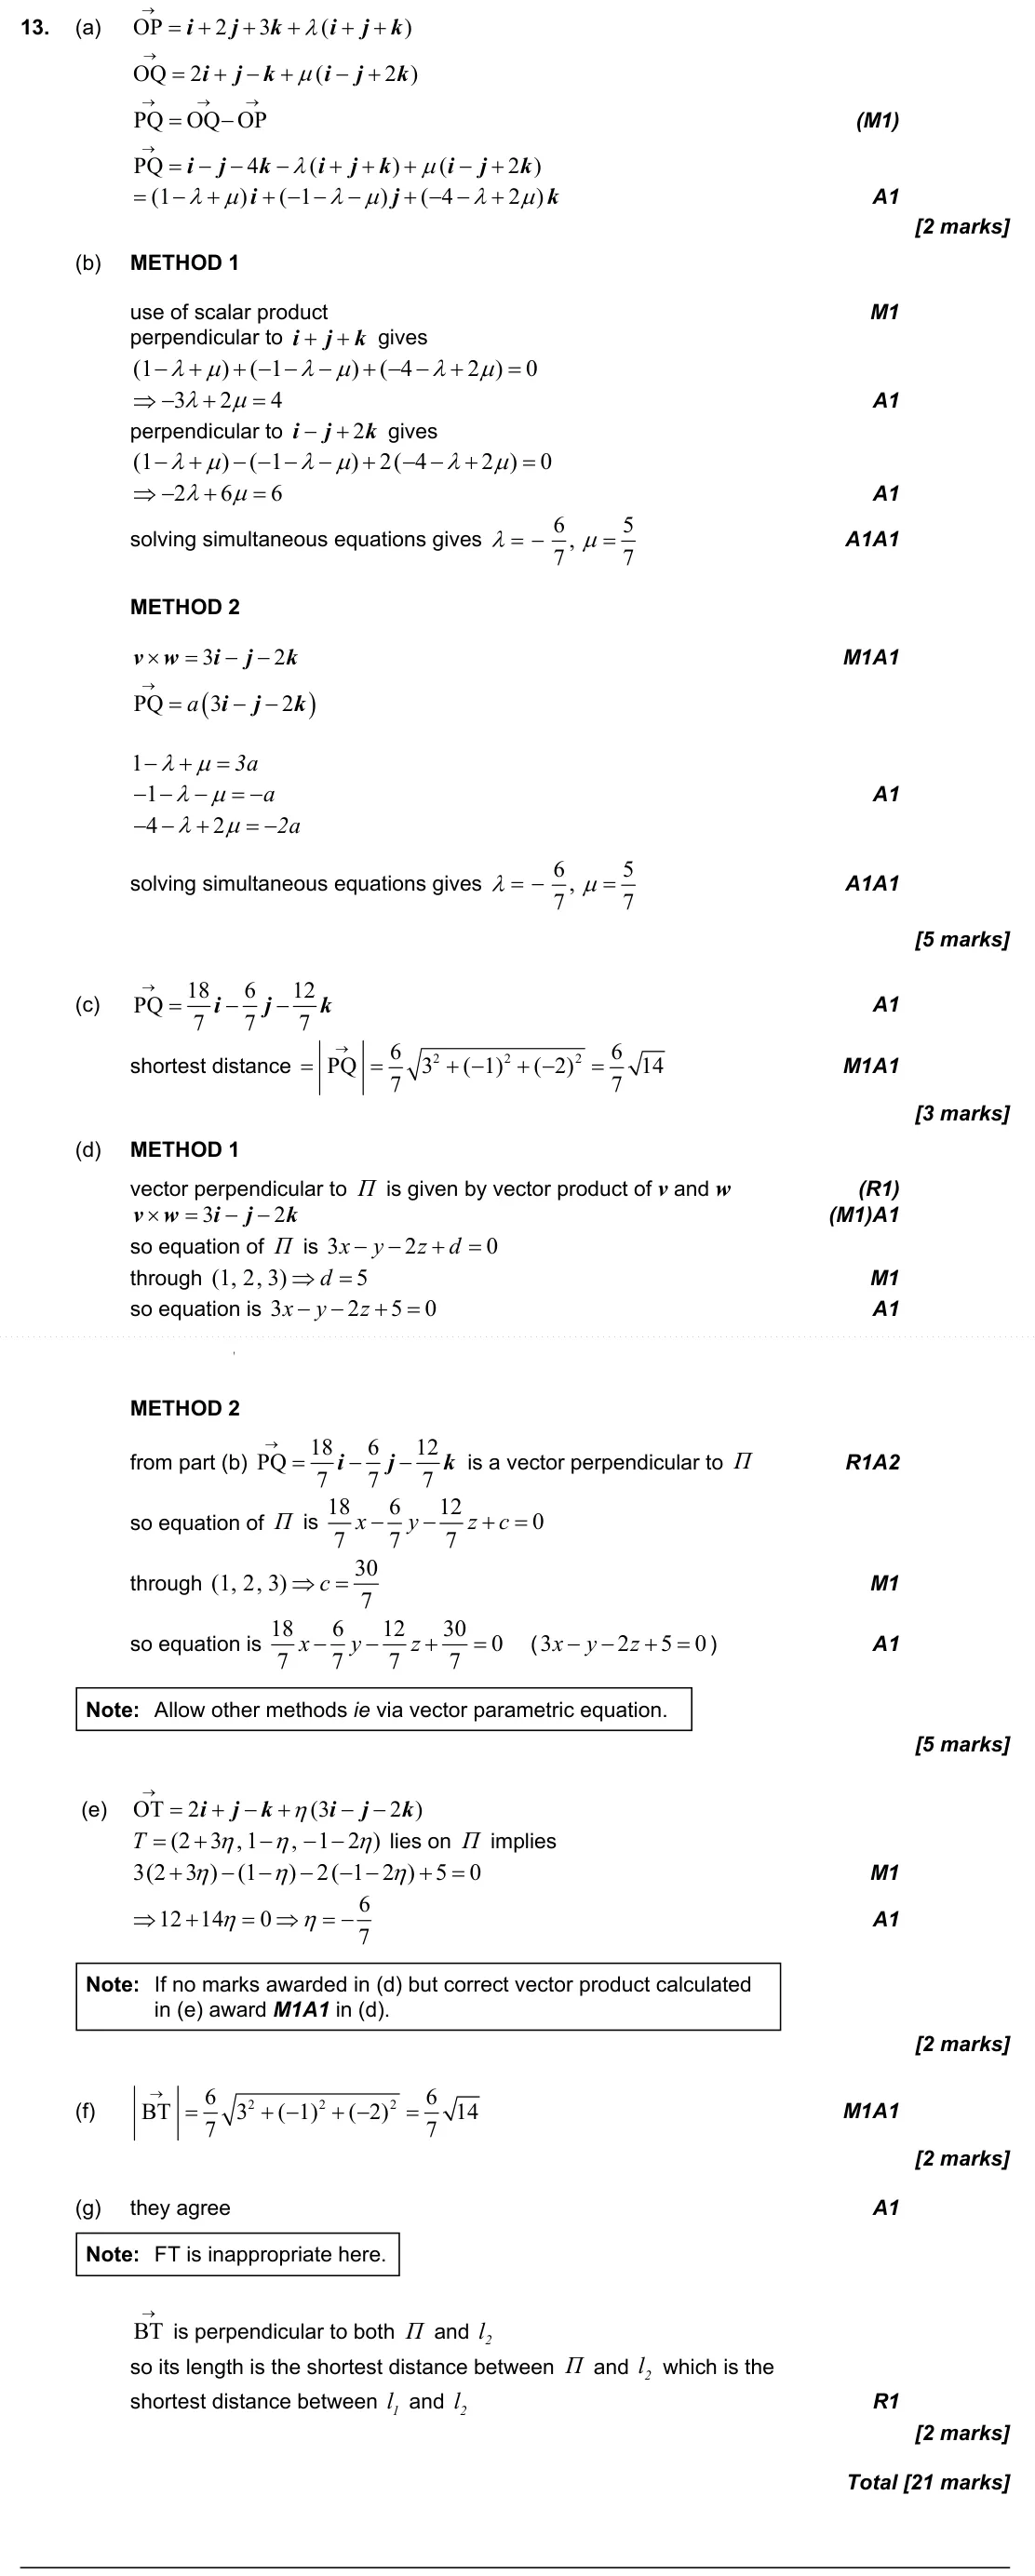 13. (a) →OP = i + 2j + 3k + λ(i + j + k)
→OQ = 2i + j − k + μ(i − j + 2k)
→PQ = →OQ − →OP (M1)
→PQ = i − j − 4k − λ(i + j + k) + μ(i − j + 2k)
= (1 − λ + μ)i + (−1 − λ − μ)j + (−4 − λ + 2μ)k A1
[2 marks]
(b) METHOD 1
use of scalar product M1
perpendicular to i + j + k gives
(1 − λ + μ) + (−1 − λ − μ) + (−4 − λ + 2μ) = 0
⇒ −3λ + 2μ = 4 A1
perpendicular to i − j + 2k gives
(1 − λ + μ) − (−1 − λ − μ) + 2(−4 − λ + 2μ) = 0
⇒ −2λ + 6μ = 6 A1
solving simultaneous equations gives λ = −6/7, μ = 5/7 A1A1
METHOD 2
v × w = 3i − j − 2k M1A1
→PQ = a(3i − j − 2k)
1 − λ + μ = 3a
−1 − λ − μ = −a A1
−4 − λ + 2μ = −2a
solving simultaneous equations gives λ = −6/7, μ = 5/7 A1A1
[5 marks]
(c) →PQ = 18/7 i − 6/7 j − 12/7 k A1
shortest distance = |→PQ| = 6/7 √(3² + (−1)² + (−2)²) = 6/7 √14 M1A1
[3 marks]
(d) METHOD 1
vector perpendicular to Π is given by vector product of v and w (R1)
v × w = 3i − j − 2k (M1)A1
so equation of Π is 3x − y − 2z + d = 0
through (1, 2, 3) ⇒ d = 5 M1
so equation is 3x − y − 2z + 5 = 0 A1
METHOD 2
from part (b) →PQ = 18/7 i − 6/7 j − 12/7 k is a vector perpendicular to Π R1A2
so equation of Π is 18/7 x − 6/7 y − 12/7 z + c = 0
through (1, 2, 3) ⇒ c = 30/7 M1
so equation is 18/7 x − 6/7 y − 12/7 z + 30/7 = 0 (3x − y − 2z + 5 = 0) A1
Note: Allow other methods ie via vector parametric equation.
[5 marks]
(e) →OT = 2i + j − k + η(3i − j − 2k)
T = (2 + 3η, 1 − η, −1 − 2η) lies on Π implies
3(2 + 3η) − (1 − η) − 2(−1 − 2η) + 5 = 0 M1
⇒ 12 + 14η = 0 ⇒ η = −6/7 A1
Note: If no marks awarded in (d) but correct vector product calculated
in (e) award M1A1 in (d).
[2 marks]
(f) |→BT| = 6/7 √(3² + (−1)² + (−2)²) = 6/7 √14 M1A1
[2 marks]
(g) they agree A1
Note: FT is inappropriate here.
→BT is perpendicular to both Π and l₂
so its length is the shortest distance between Π and l₂ which is the
shortest distance between l₁ and l₂ R1
[2 marks]
Total [21 marks]